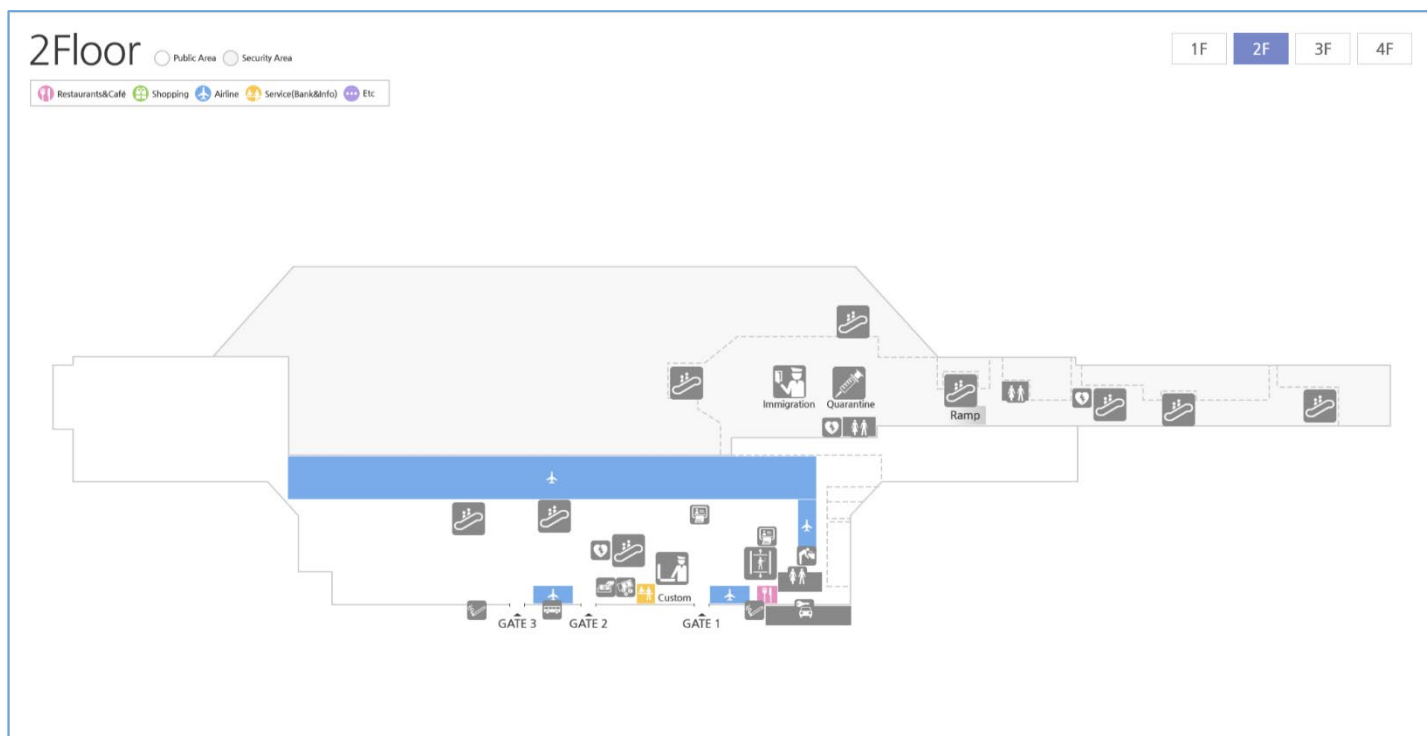 2Floor
Public Area
Security Area
1F
2F
3F
4F
Restaurants&Café
Shopping
Airline
Service(Bank&Info)
Etc
Immigration
Quarantine
Ramp
Custom
GATE 3
GATE 2
GATE 1